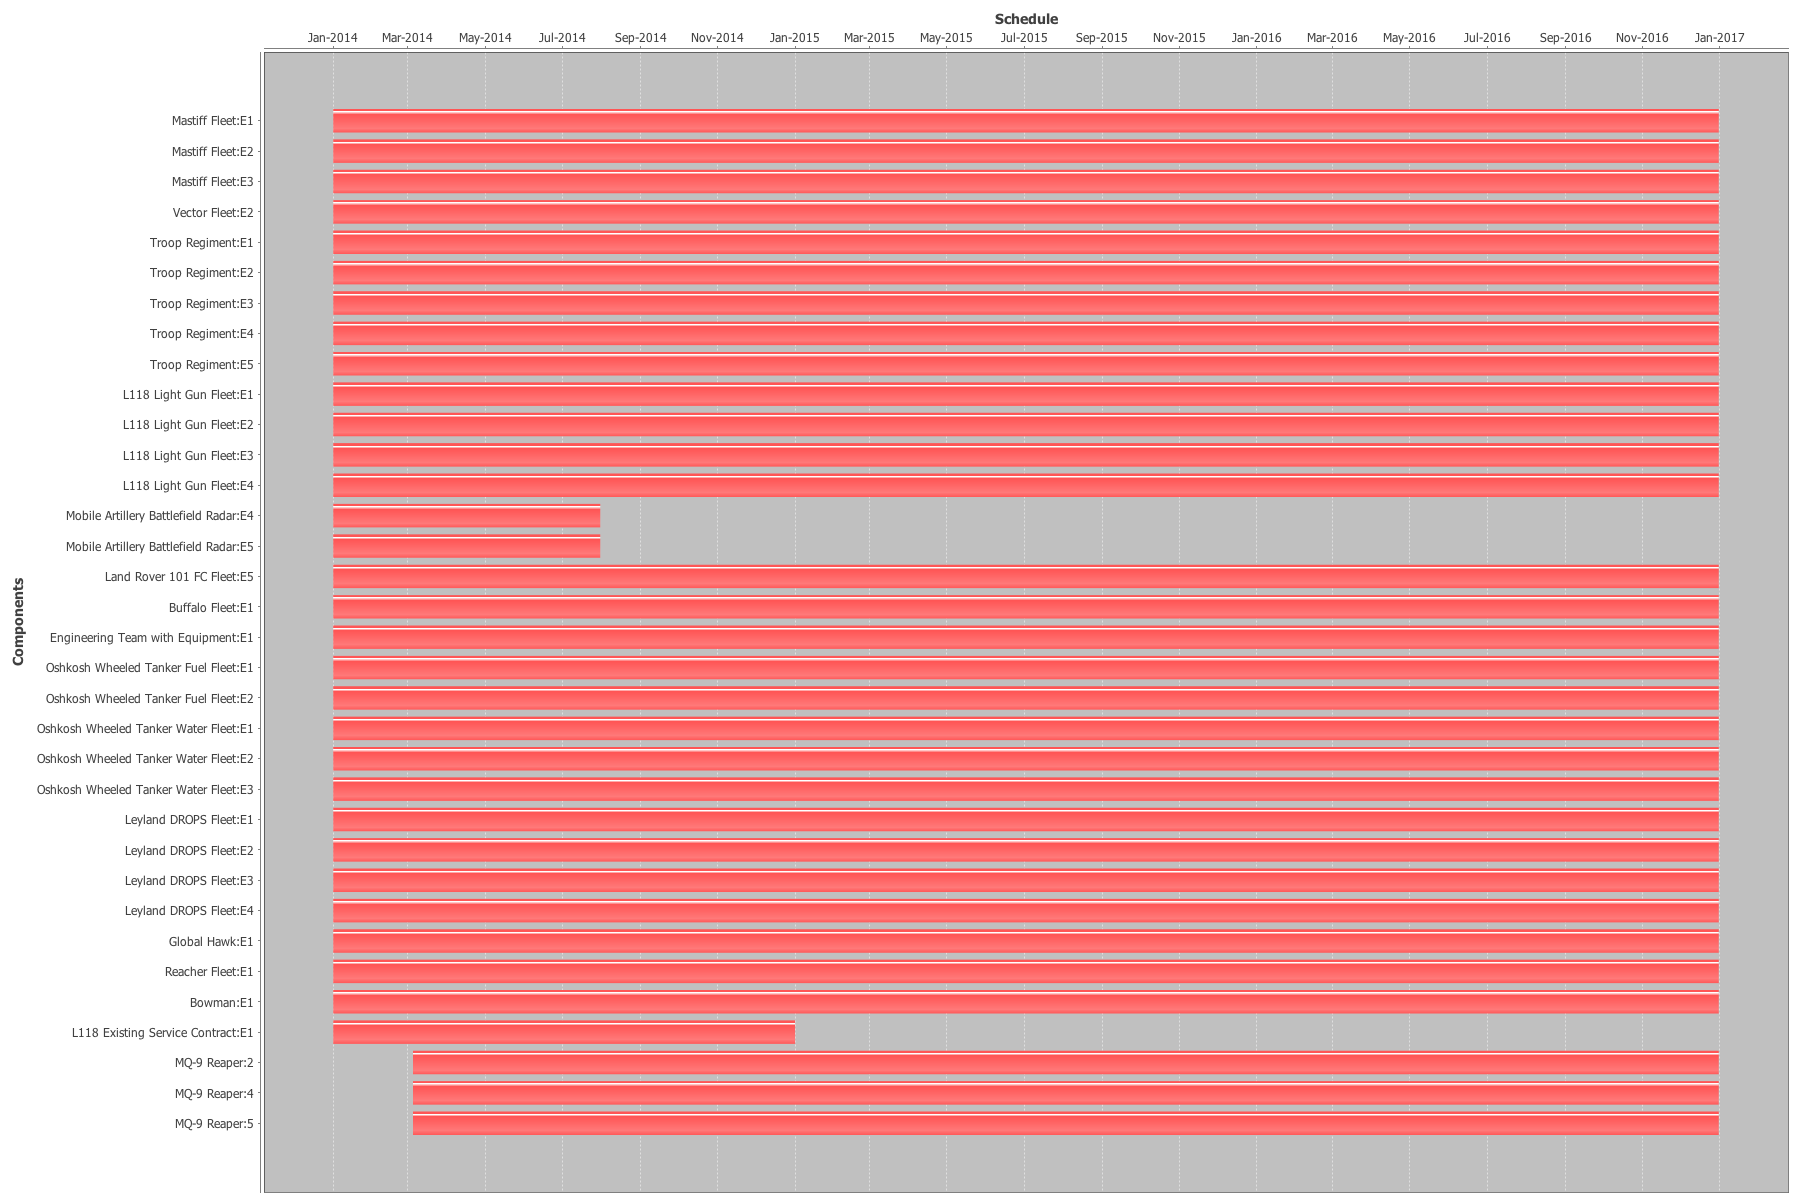 Schedule
Jan-2014 Mar-2014 May-2014 Jul-2014 Sep-2014 Nov-2014 Jan-2015 Mar-2015 May-2015 Jul-2015 Sep-2015 Nov-2015 Jan-2016 Mar-2016 May-2016 Jul-2016 Sep-2016 Nov-2016 Jan-2017
Components
Mastiff Fleet:E1
Mastiff Fleet:E2
Mastiff Fleet:E3
Vector Fleet:E2
Troop Regiment:E1
Troop Regiment:E2
Troop Regiment:E3
Troop Regiment:E4
Troop Regiment:E5
L118 Light Gun Fleet:E1
L118 Light Gun Fleet:E2
L118 Light Gun Fleet:E3
L118 Light Gun Fleet:E4
Mobile Artillery Battlefield Radar:E4
Mobile Artillery Battlefield Radar:E5
Land Rover 101 FC Fleet:E5
Buffalo Fleet:E1
Engineering Team with Equipment:E1
Oshkosh Wheeled Tanker Fuel Fleet:E1
Oshkosh Wheeled Tanker Fuel Fleet:E2
Oshkosh Wheeled Tanker Water Fleet:E1
Oshkosh Wheeled Tanker Water Fleet:E2
Oshkosh Wheeled Tanker Water Fleet:E3
Leyland DROPS Fleet:E1
Leyland DROPS Fleet:E2
Leyland DROPS Fleet:E3
Leyland DROPS Fleet:E4
Global Hawk:E1
Reacher Fleet:E1
Bowman:E1
L118 Existing Service Contract:E1
MQ-9 Reaper:2
MQ-9 Reaper:4
MQ-9 Reaper:5